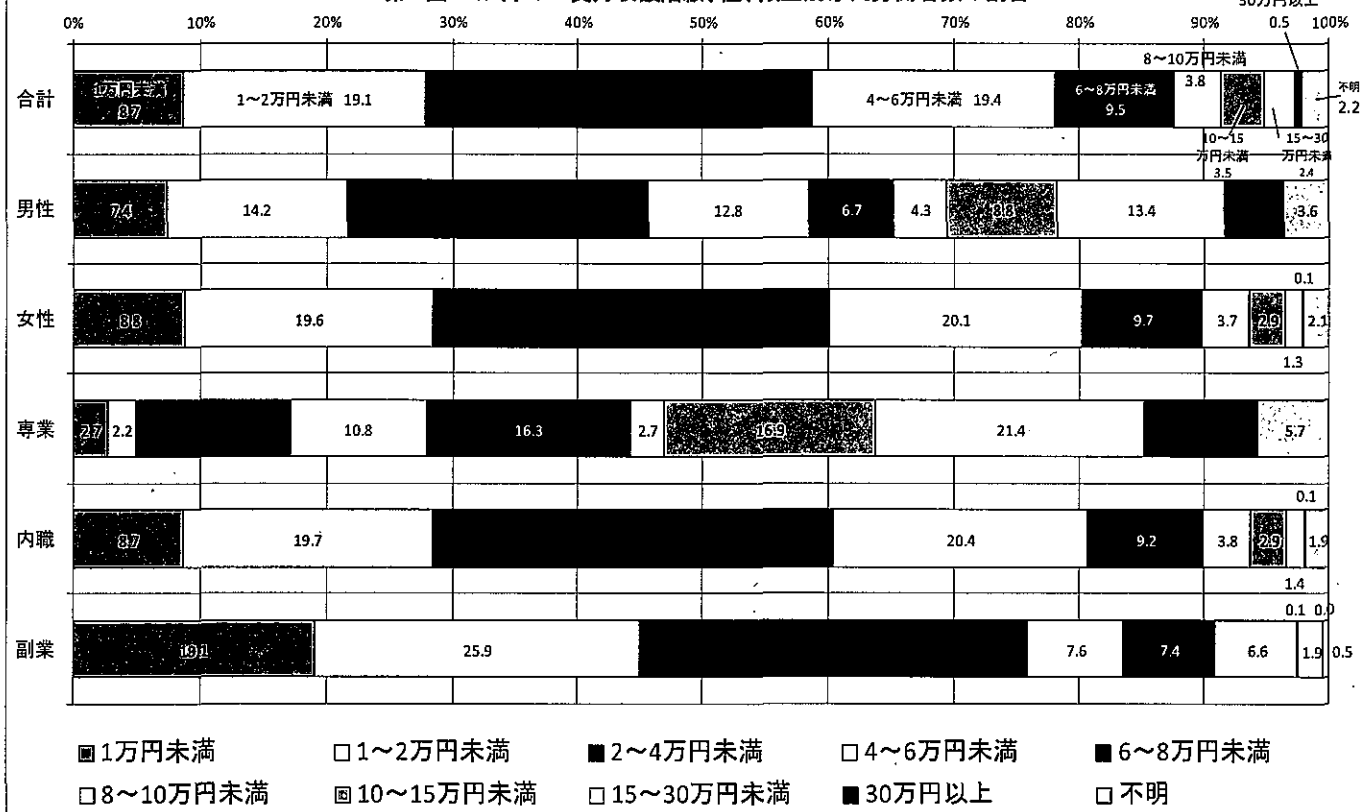 30万円以上
0% 10% 20% 30% 40% 50% 60% 70% 80% 90% 0.5 100%
8～10万円未満
合計 1万円未満 8.7 1～2万円未満 19.1 4～6万円未満 19.4 6～8万円未満 9.5 3.8 不明 2.2
10～15万円未満 3.5 15～30万円未満 2.4
男性 7.4 14.2 12.8 6.7 4.3 8.8 13.4 3.6
0.1
女性 8.8 19.6 20.1 9.7 3.7 2.9 2.1
1.3
専業 2.7 2.2 10.8 16.3 2.7 16.9 21.4 5.7
0.1
内職 8.7 19.7 20.4 9.2 3.8 2.9 1.9
1.4
0.1 0.0
副業 19.1 25.9 7.6 7.4 6.6 1.9 0.5
1万円未満 1～2万円未満 2～4万円未満 4～6万円未満 6～8万円未満
8～10万円未満 10～15万円未満 15～30万円未満 30万円以上 不明